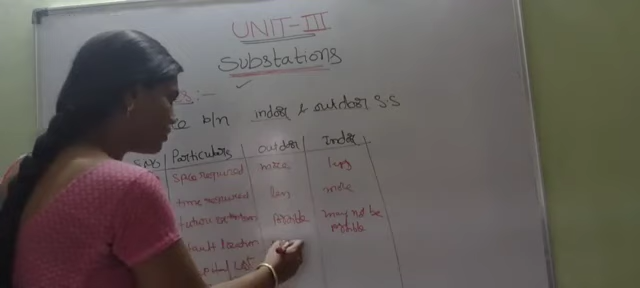 UNIT-III
Substations
b/n indoor & outdoor S.S
S.No Particulars outdoor Indoor
space required more less
time required less more
Future extension Possible may not be
possible
fault location
capital cost